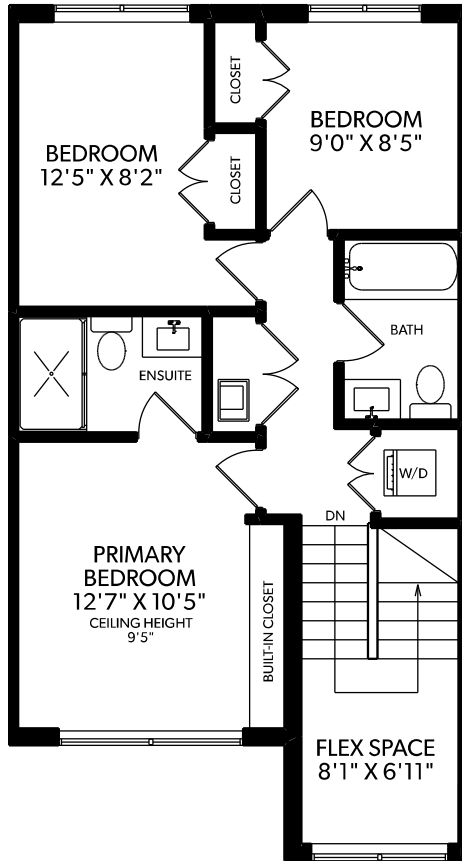 CLOSET
BEDROOM
9'0" X 8'5"
BEDROOM
12'5" X 8'2"
CLOSET
BATH
ENSUITE
W/D
DN
PRIMARY
BEDROOM
12'7" X 10'5"
CEILING HEIGHT
9'5"
BUILT-IN CLOSET
FLEX SPACE
8'1" X 6'11"